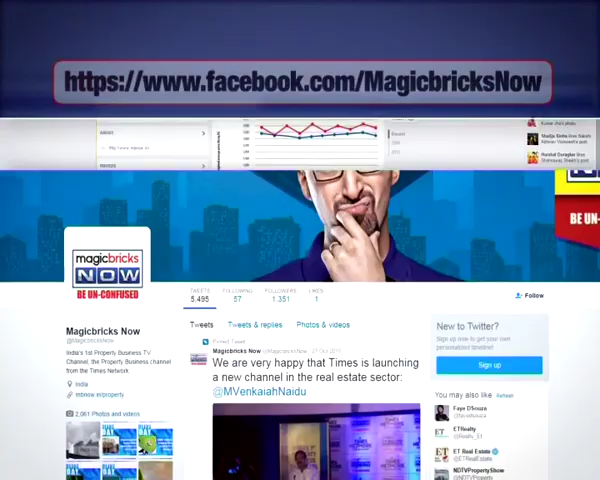 https://www.facebook.com/MagicbricksNow
magicbricks
NOW
BE UN-CONFUSED
BE UN-
TWEETS
5,495
FOLLOWING
57
FOLLOWERS
1,351
LIKES
1
Follow
Magicbricks Now
@MagicbricksNow
India's 1st Property Business TV
Channel, the Property Business channel
from the Times Network
India
mbnow.in/property
2,061 Photos and videos
Tweets
Tweets & replies
Photos & videos
Pinned Tweet
Magicbricks Now @MagicbricksNow
We are very happy that Times is launching
a new channel in the real estate sector:
@MVenkaiahNaidu
New to Twitter?
Sign up now to get your
own personalized timeline!
Sign up
You may also like
Refresh
Faye D'Souza
ETRealty
@Realty_ET
ET Real Estate
@ETRealEstate
NDTVPropertyShow